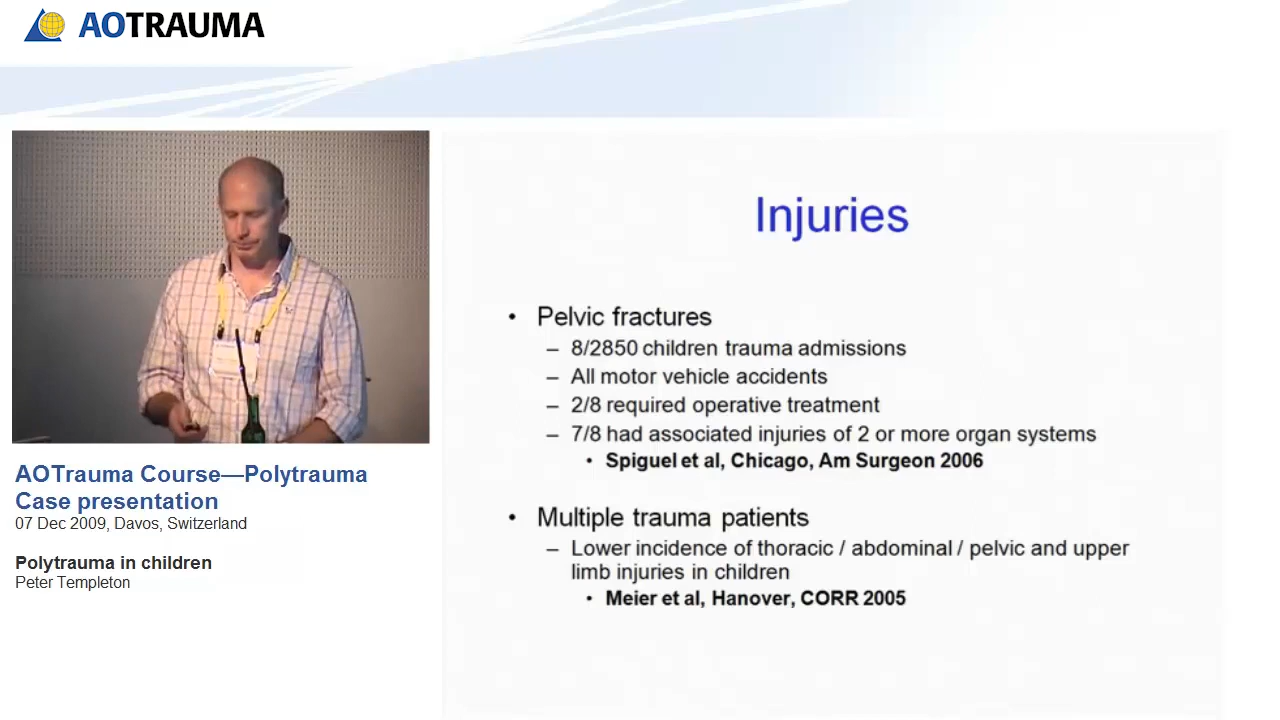 AOTRAUMA
AOTrauma Course—Polytrauma
Case presentation
07 Dec 2009, Davos, Switzerland
Polytrauma in children
Peter Templeton
Injuries
• Pelvic fractures
– 8/2850 children trauma admissions
– All motor vehicle accidents
– 2/8 required operative treatment
– 7/8 had associated injuries of 2 or more organ systems
• Spiguel et al, Chicago, Am Surgeon 2006
• Multiple trauma patients
– Lower incidence of thoracic / abdominal / pelvic and upper
limb injuries in children
• Meier et al, Hanover, CORR 2005